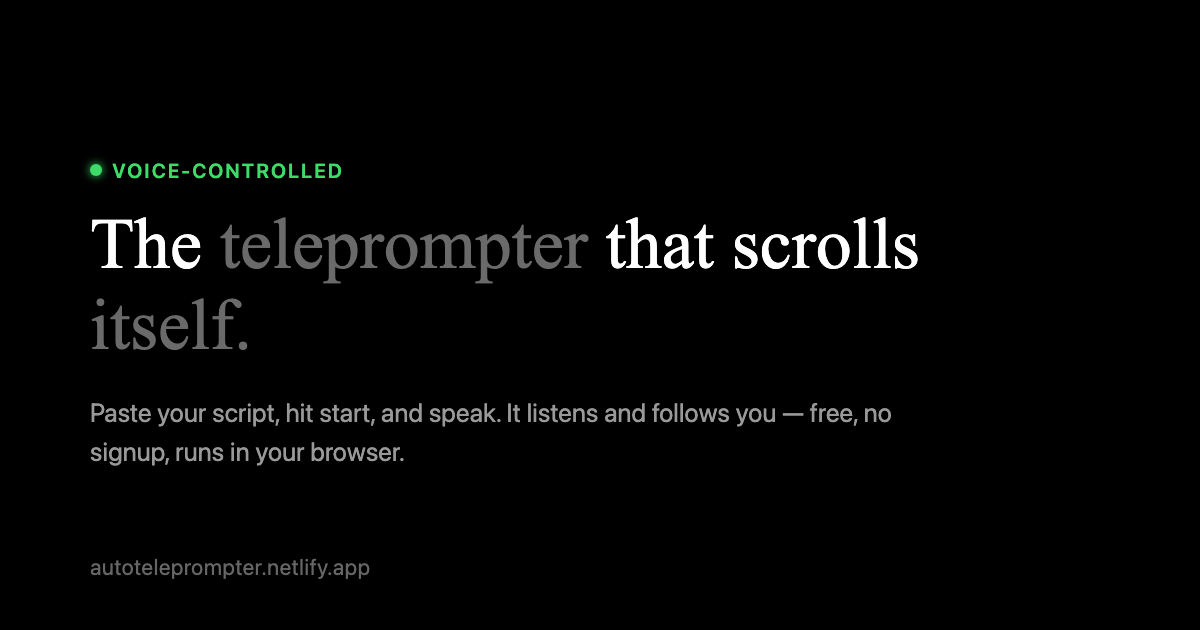 VOICE-CONTROLLED
The teleprompter that scrolls
itself.
Paste your script, hit start, and speak. It listens and follows you — free, no
signup, runs in your browser.
autoteleprompter.netlify.app